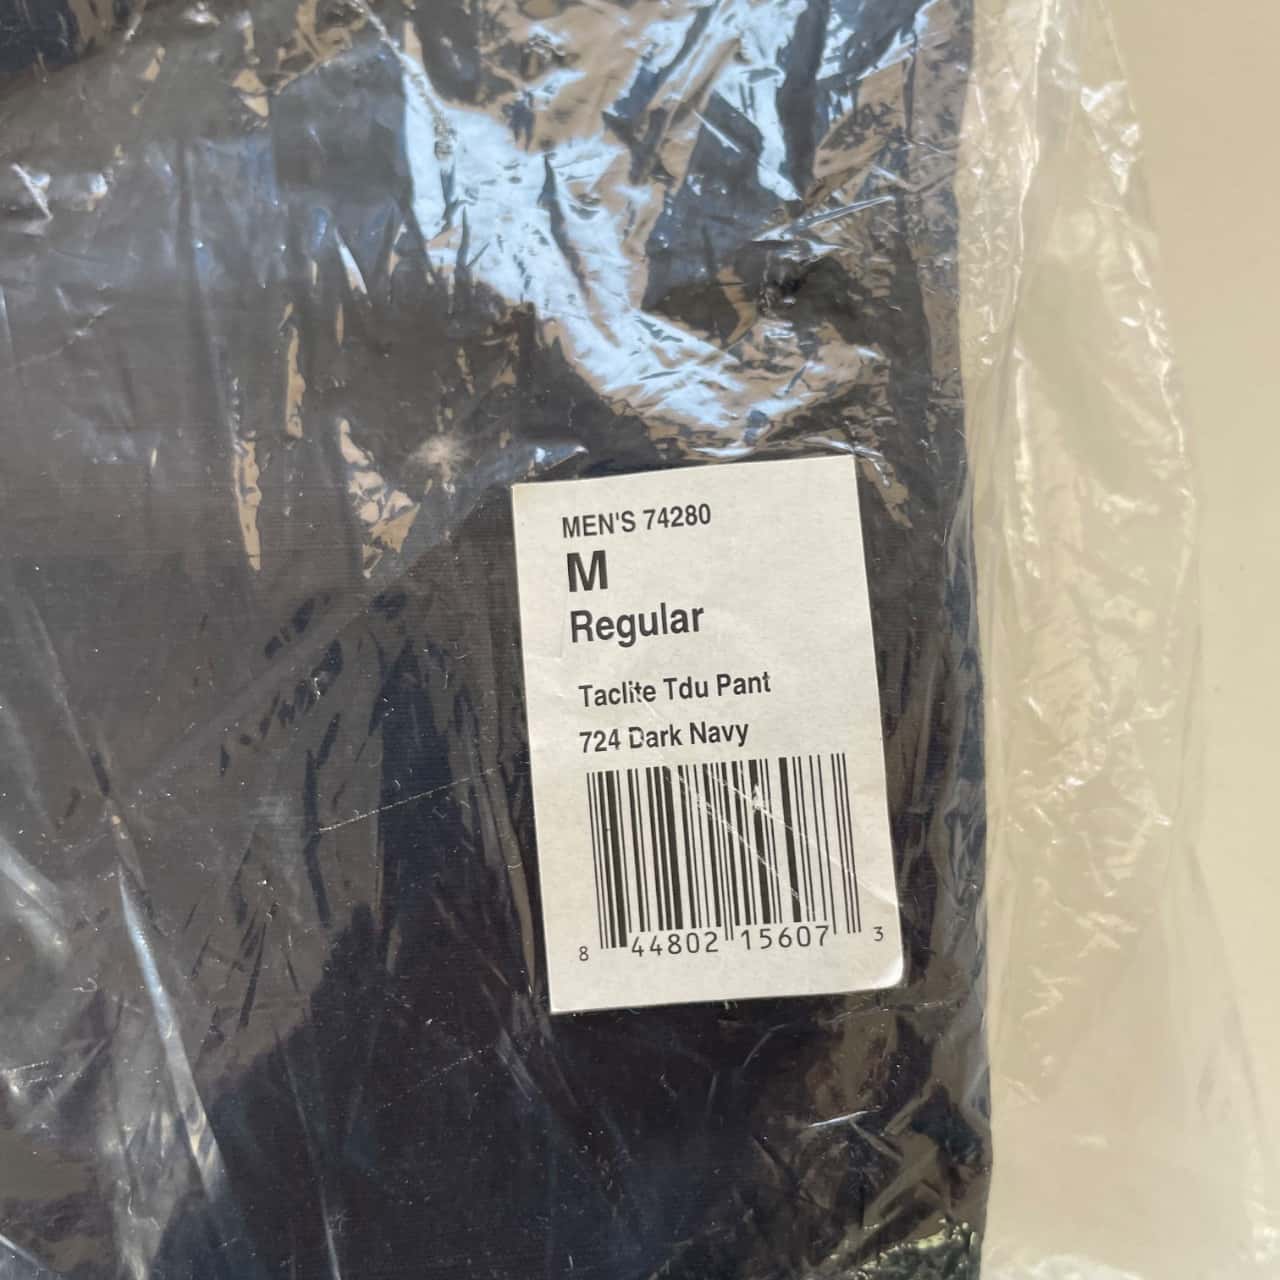 MEN'S 74280
M
Regular
Taclite Tdu Pant
724 Dark Navy
8 44802 15607 3